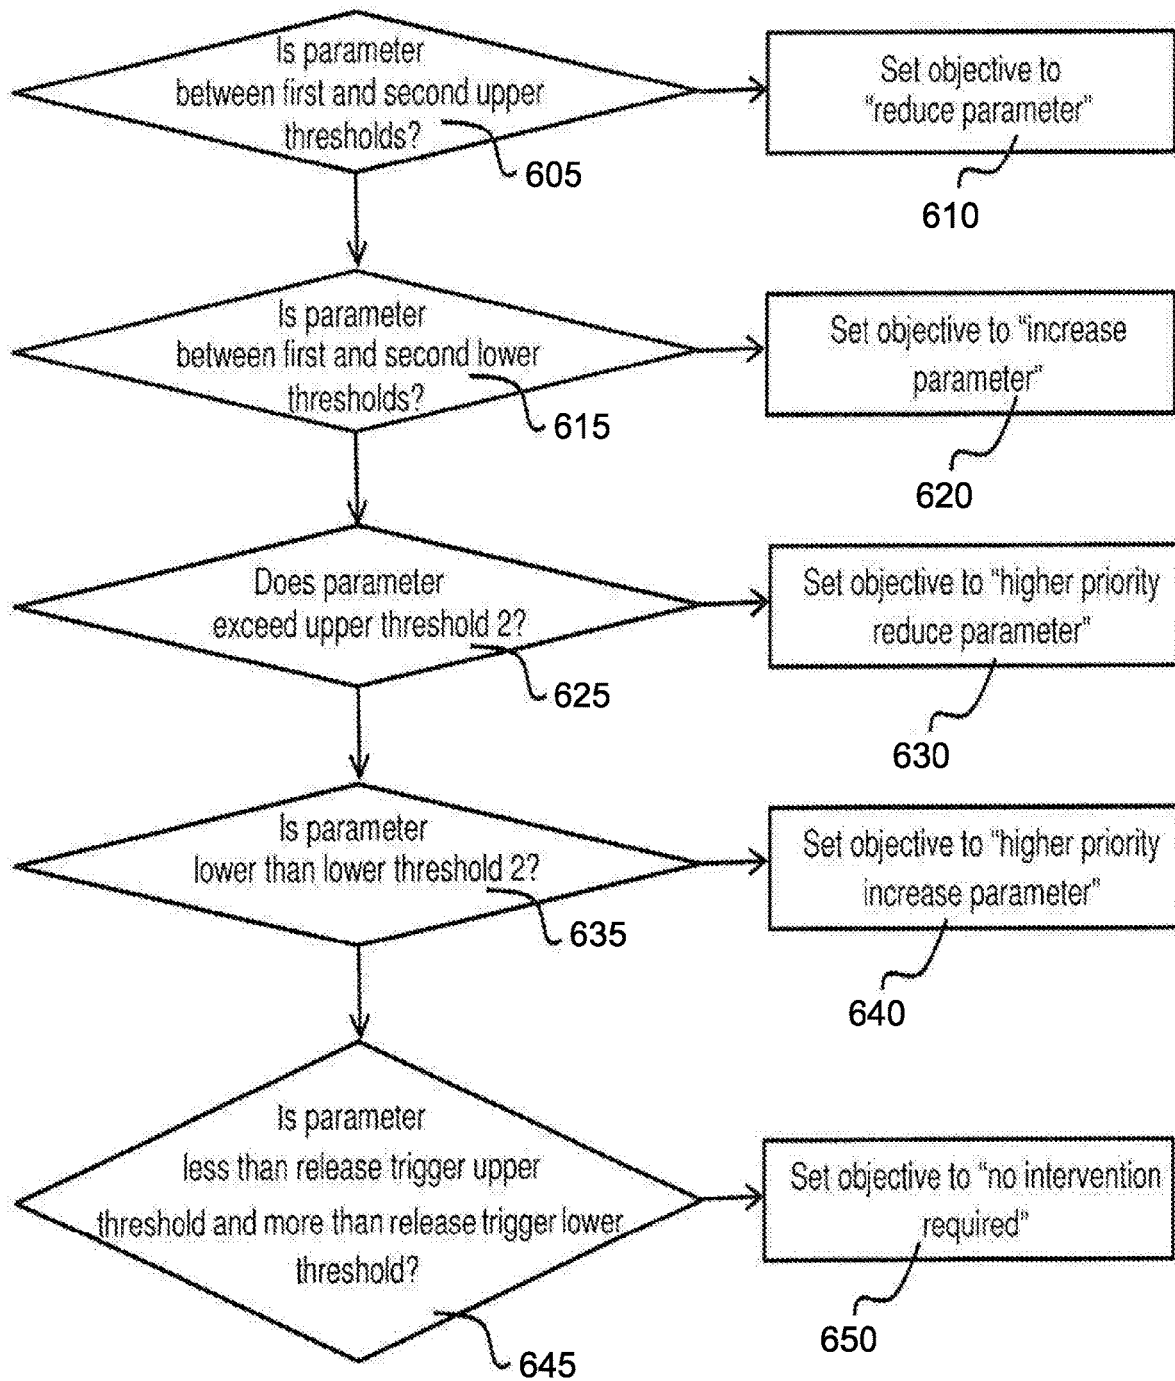 Is parameter
between first and second upper
thresholds?
605
Set objective to
"reduce parameter"
610
Is parameter
between first and second lower
thresholds?
615
Set objective to "increase
parameter"
620
Does parameter
exceed upper threshold 2?
625
Set objective to "higher priority
reduce parameter"
630
Is parameter
lower than lower threshold 2?
635
Set objective to "higher priority
increase parameter"
640
Is parameter
less than release trigger upper
threshold and more than release trigger lower
threshold?
645
Set objective to "no intervention
required"
650